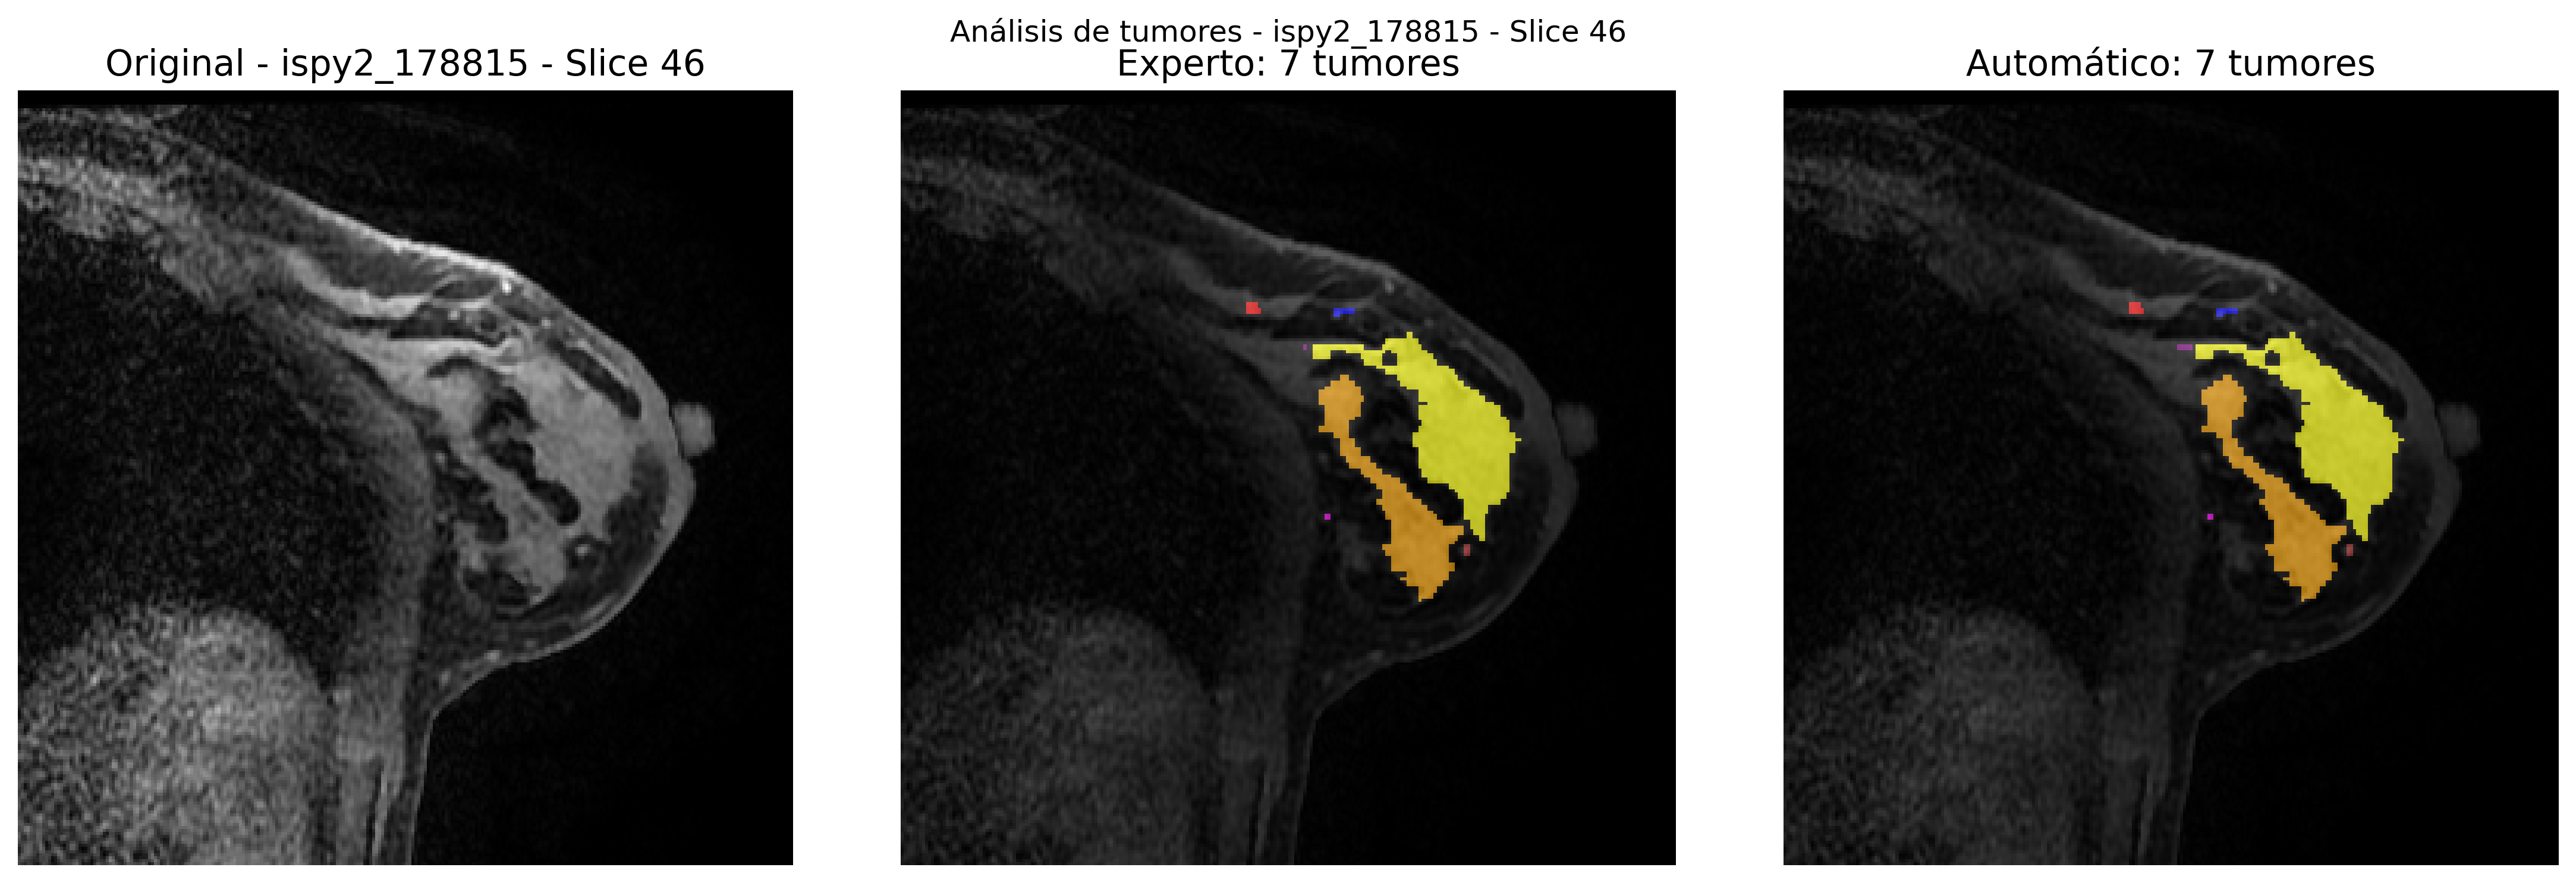 Análisis de tumores - ispy2_178815 - Slice 46
Original - ispy2_178815 - Slice 46
Experto: 7 tumores
Automático: 7 tumores